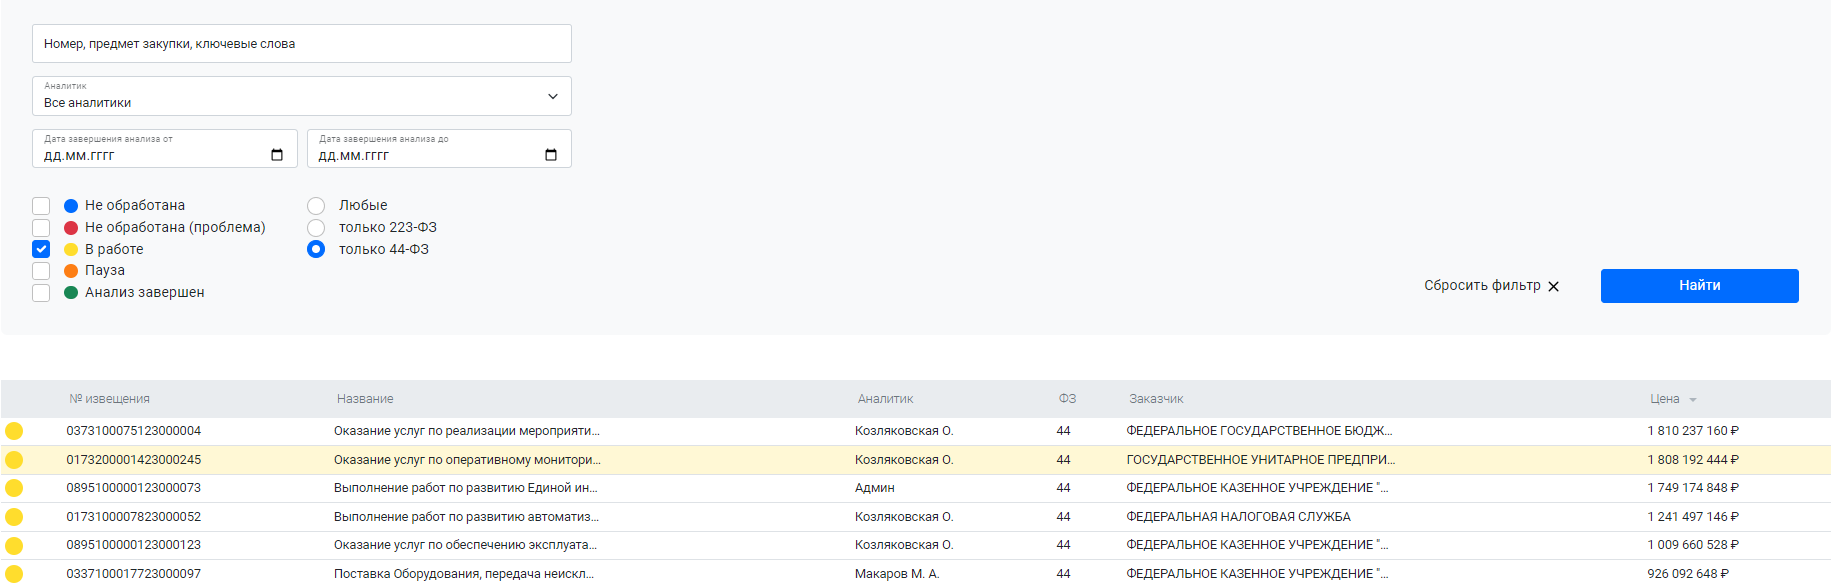 Номер, предмет закупки, ключевые слова
Аналитик
Все аналитики
Дата завершения анализа от Дата завершения анализа до
дд.мм.гггг дд.мм.гггг
Не обработана Любые
Не обработана (проблема) только 223-ФЗ
В работе только 44-ФЗ
Пауза
Анализ завершен
Сбросить фильтр Найти
№ извещения Название Аналитик ФЗ Заказчик Цена
0373100075123000004 Оказание услуг по реализации мероприяти... Козляковская О. 44 ФЕДЕРАЛЬНОЕ ГОСУДАРСТВЕННОЕ БЮДЖ... 1 810 237 160 ₽
0173200001423000245 Оказание услуг по оперативному монитори... Козляковская О. 44 ГОСУДАРСТВЕННОЕ УНИТАРНОЕ ПРЕДПРИ... 1 808 192 444 ₽
0895100000123000073 Выполнение работ по развитию Единой ин... Админ 44 ФЕДЕРАЛЬНОЕ КАЗЕННОЕ УЧРЕЖДЕНИЕ "... 1 749 174 848 ₽
0173100007823000052 Выполнение работ по развитию автоматиз... Козляковская О. 44 ФЕДЕРАЛЬНАЯ НАЛОГОВАЯ СЛУЖБА 1 241 497 146 ₽
0895100000123000123 Оказание услуг по обеспечению эксплуата... Козляковская О. 44 ФЕДЕРАЛЬНОЕ КАЗЕННОЕ УЧРЕЖДЕНИЕ "... 1 009 660 528 ₽
0337100017723000097 Поставка Оборудования, передача неискл... Макаров М. А. 44 ФЕДЕРАЛЬНОЕ КАЗЕННОЕ УЧРЕЖДЕНИЕ "... 926 092 648 ₽